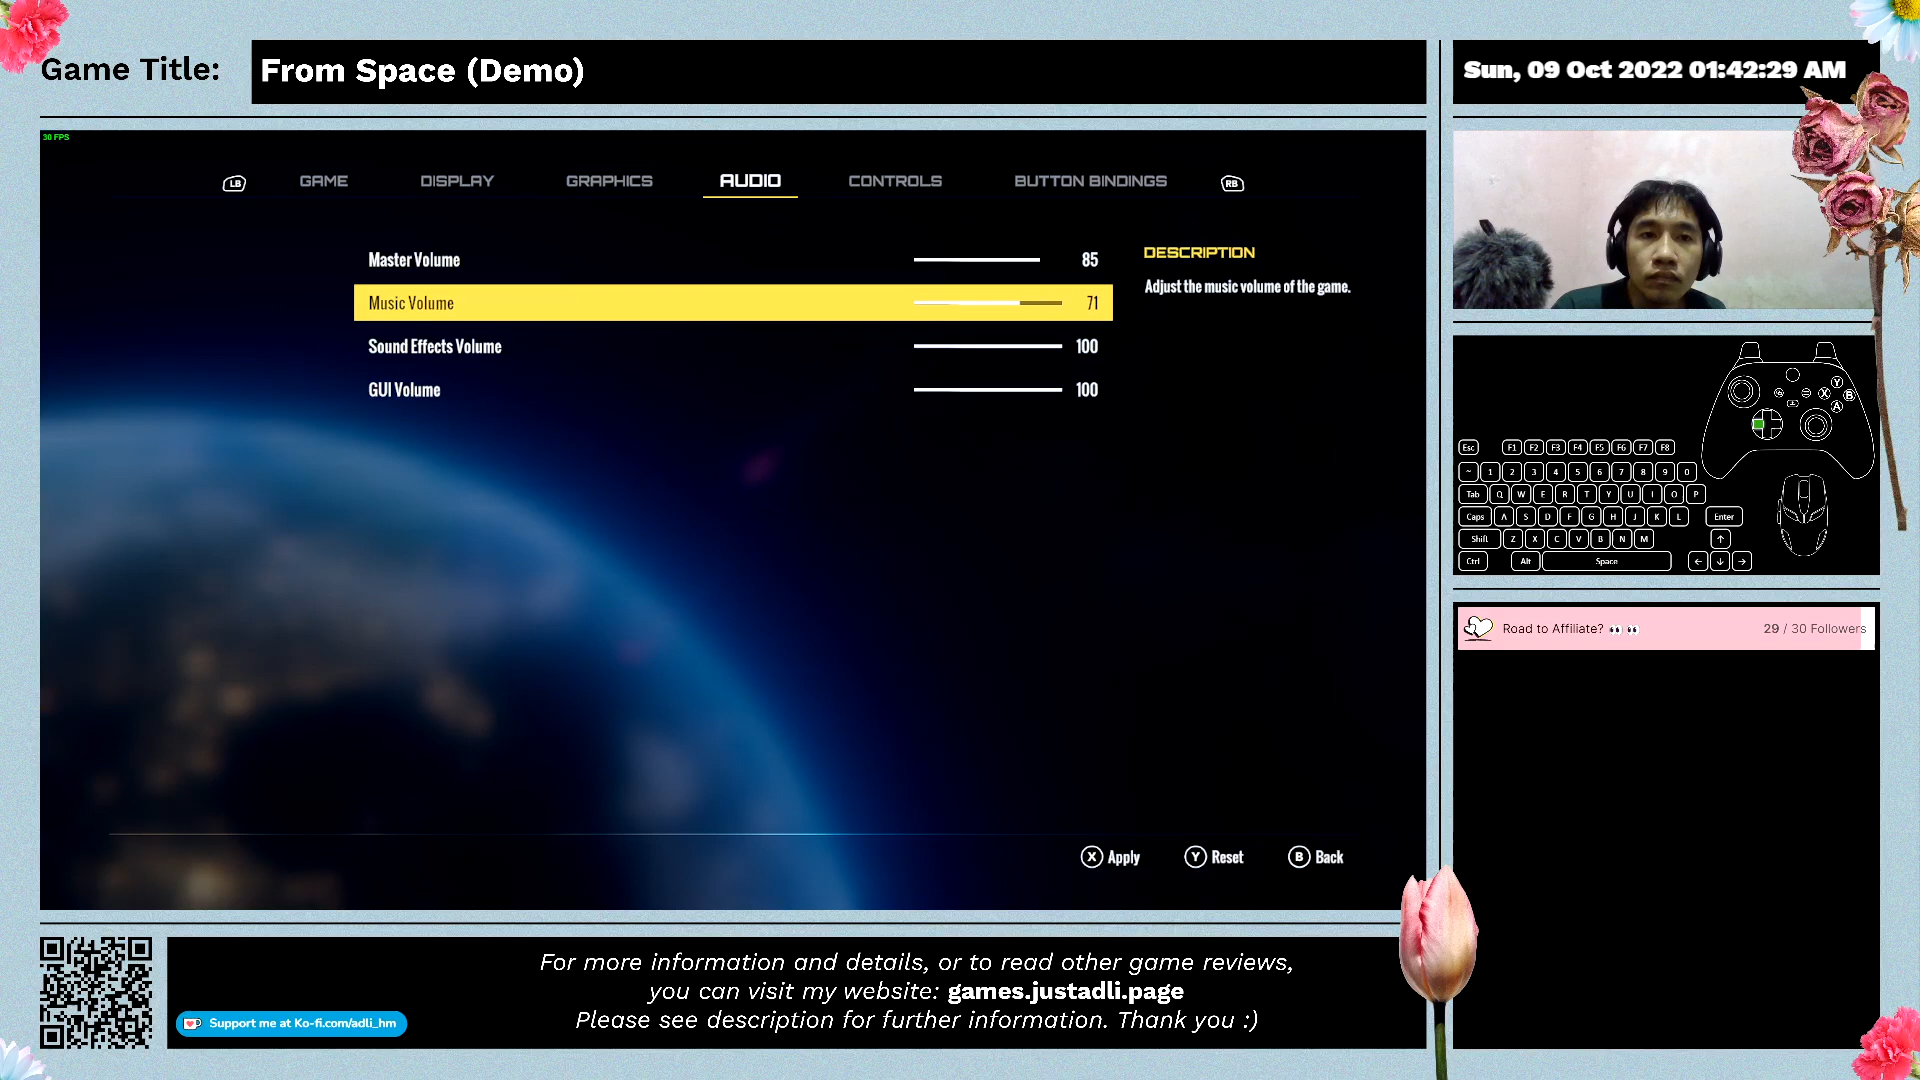 Game Title:
From Space (Demo)
Sun, 09 Oct 2022 01:42:29 AM
30 FPS
LB
GAME
DISPLAY
GRAPHICS
AUDIO
CONTROLS
BUTTON BINDINGS
RB
Master Volume 85
Music Volume 71
Sound Effects Volume 100
GUI Volume 100
DESCRIPTION
Adjust the music volume of the game.
X Apply
Y Reset
B Back
Y
X B
A
Esc F1 F2 F3 F4 F5 F6 F7 F8
~ 1 2 3 4 5 6 7 8 9 0
Tab Q W E R T Y U I O P
Caps A S D F G H J K L Enter
Shift Z X C V B N M ↑
Ctrl Alt Space ← ↓ →
Road to Affiliate? 👀 👀 29 / 30 Followers
For more information and details, or to read other game reviews,
you can visit my website: games.justadli.page
Please see description for further information. Thank you :)
Support me at Ko-fi.com/adli_hm